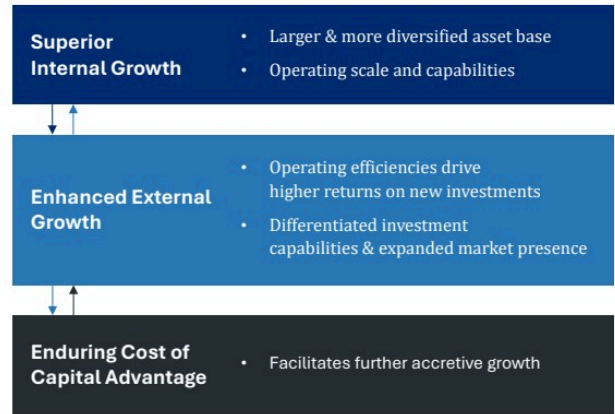 Superior
Internal Growth
• Larger & more diversified asset base
• Operating scale and capabilities
Enhanced External
Growth
• Operating efficiencies drive
higher returns on new investments
• Differentiated investment
capabilities & expanded market presence
Enduring Cost of
Capital Advantage
• Facilitates further accretive growth